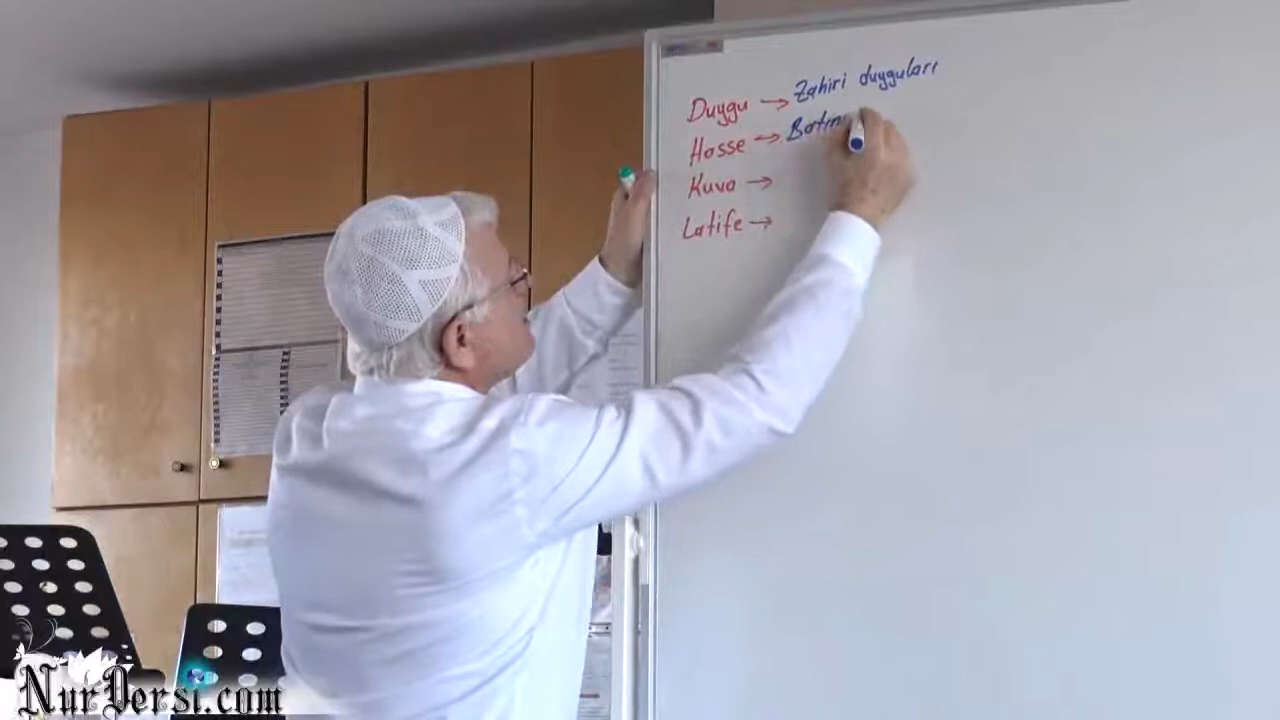 Duygu → Zahiri duyguları
Hasse → Batın
Kuva →
Latife →
NurDersi.com